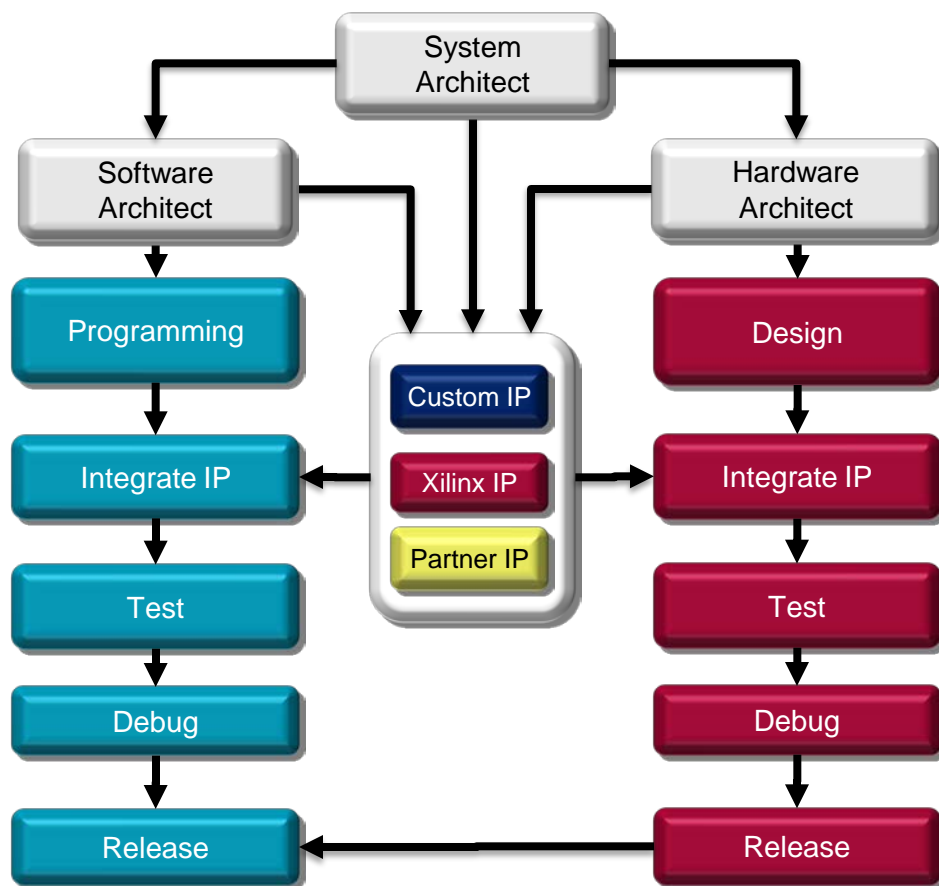 System
Architect
Software
Architect
Hardware
Architect
Programming
Design
Custom IP
Integrate IP
Xilinx IP
Integrate IP
Partner IP
Test
Test
Debug
Debug
Release
Release